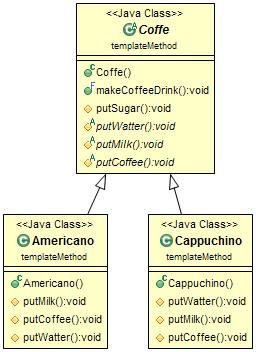 <<Java Class>>
Coffe
templateMethod
Coffe()
makeCoffeeDrink():void
putSugar():void
putWatter():void
putMilk():void
putCoffee():void
<<Java Class>>
Americano
templateMethod
Americano()
putMilk():void
putCoffee():void
putWatter():void
<<Java Class>>
Cappuchino
templateMethod
Cappuchino()
putWatter():void
putMilk():void
putCoffee():void